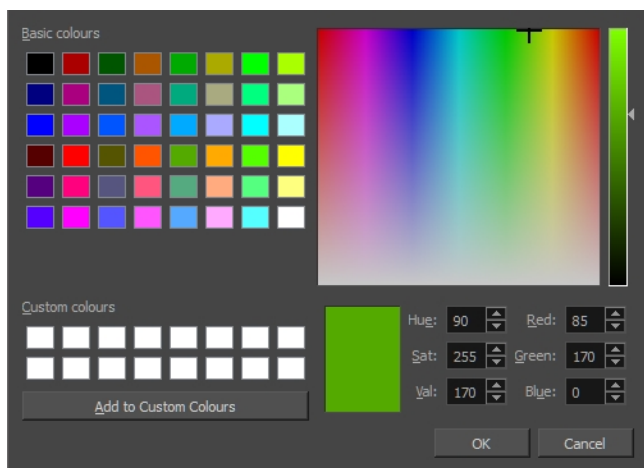 Basic colours
Custom colours
Add to Custom Colours
Hue: 90 Red: 85
Sat: 255 Green: 170
Val: 170 Blue: 0
OK Cancel